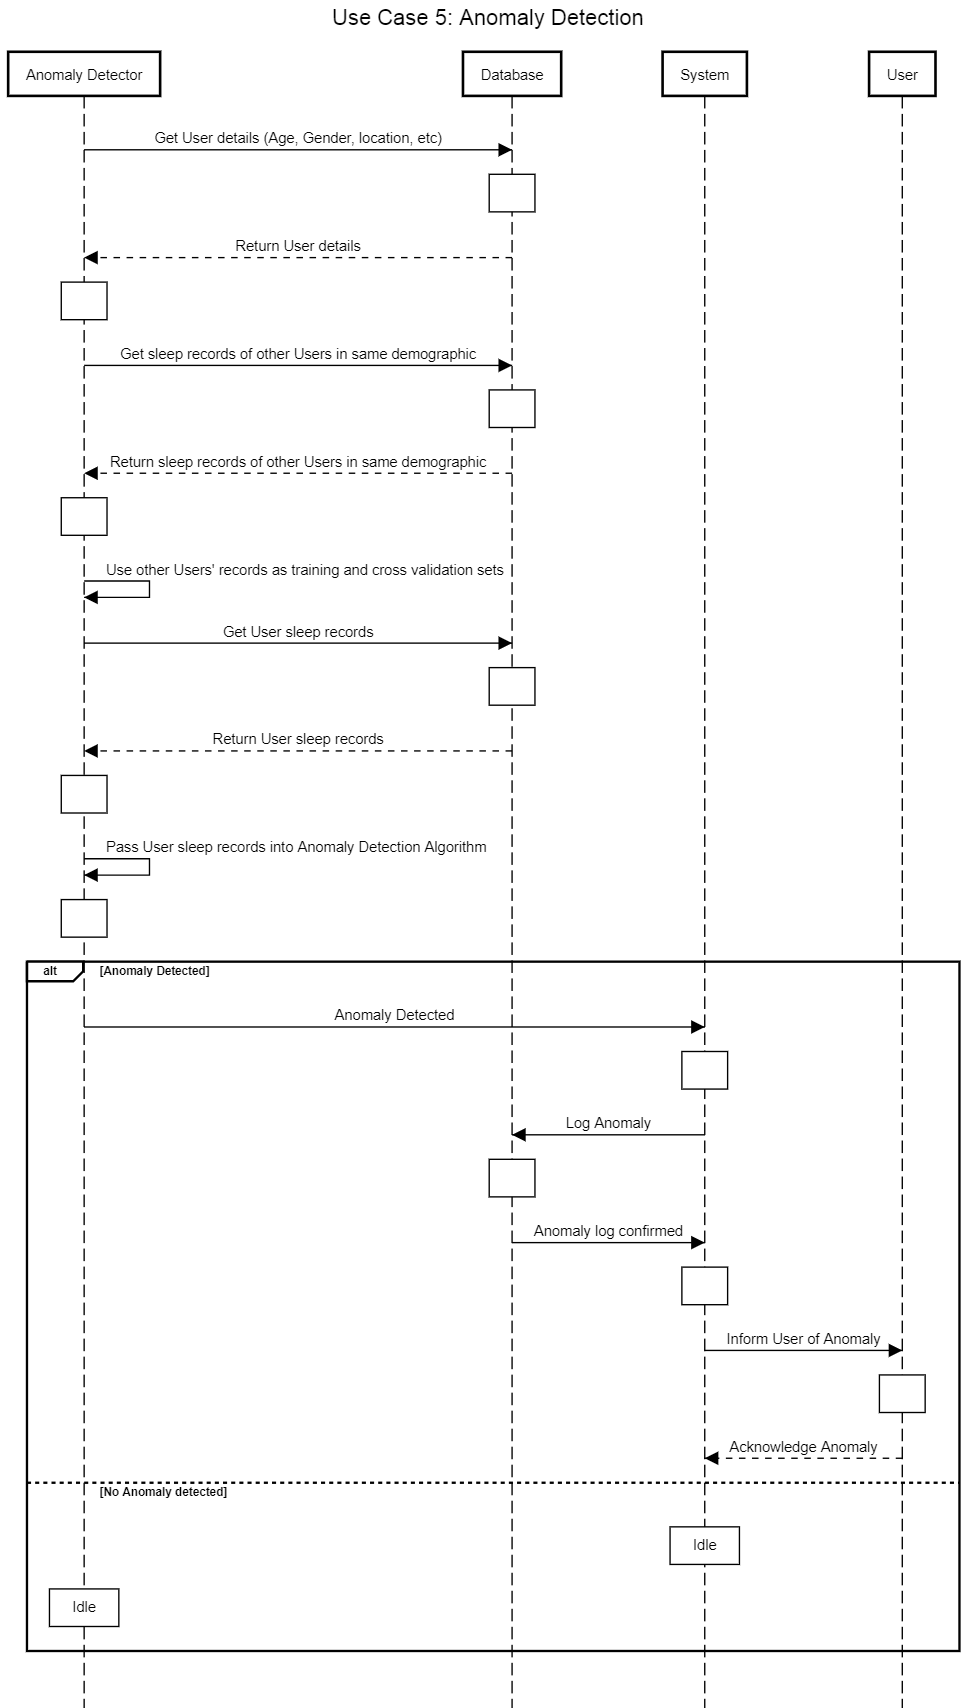 Use Case 5: Anomaly Detection
Anomaly Detector
Database
System
User
Get User details (Age, Gender, location, etc)
Return User details
Get sleep records of other Users in same demographic
Return sleep records of other Users in same demographic
Use other Users' records as training and cross validation sets
Get User sleep records
Return User sleep records
Pass User sleep records into Anomaly Detection Algorithm
alt
[Anomaly Detected]
Anomaly Detected
Log Anomaly
Anomaly log confirmed
Inform User of Anomaly
Acknowledge Anomaly
[No Anomaly detected]
Idle
Idle